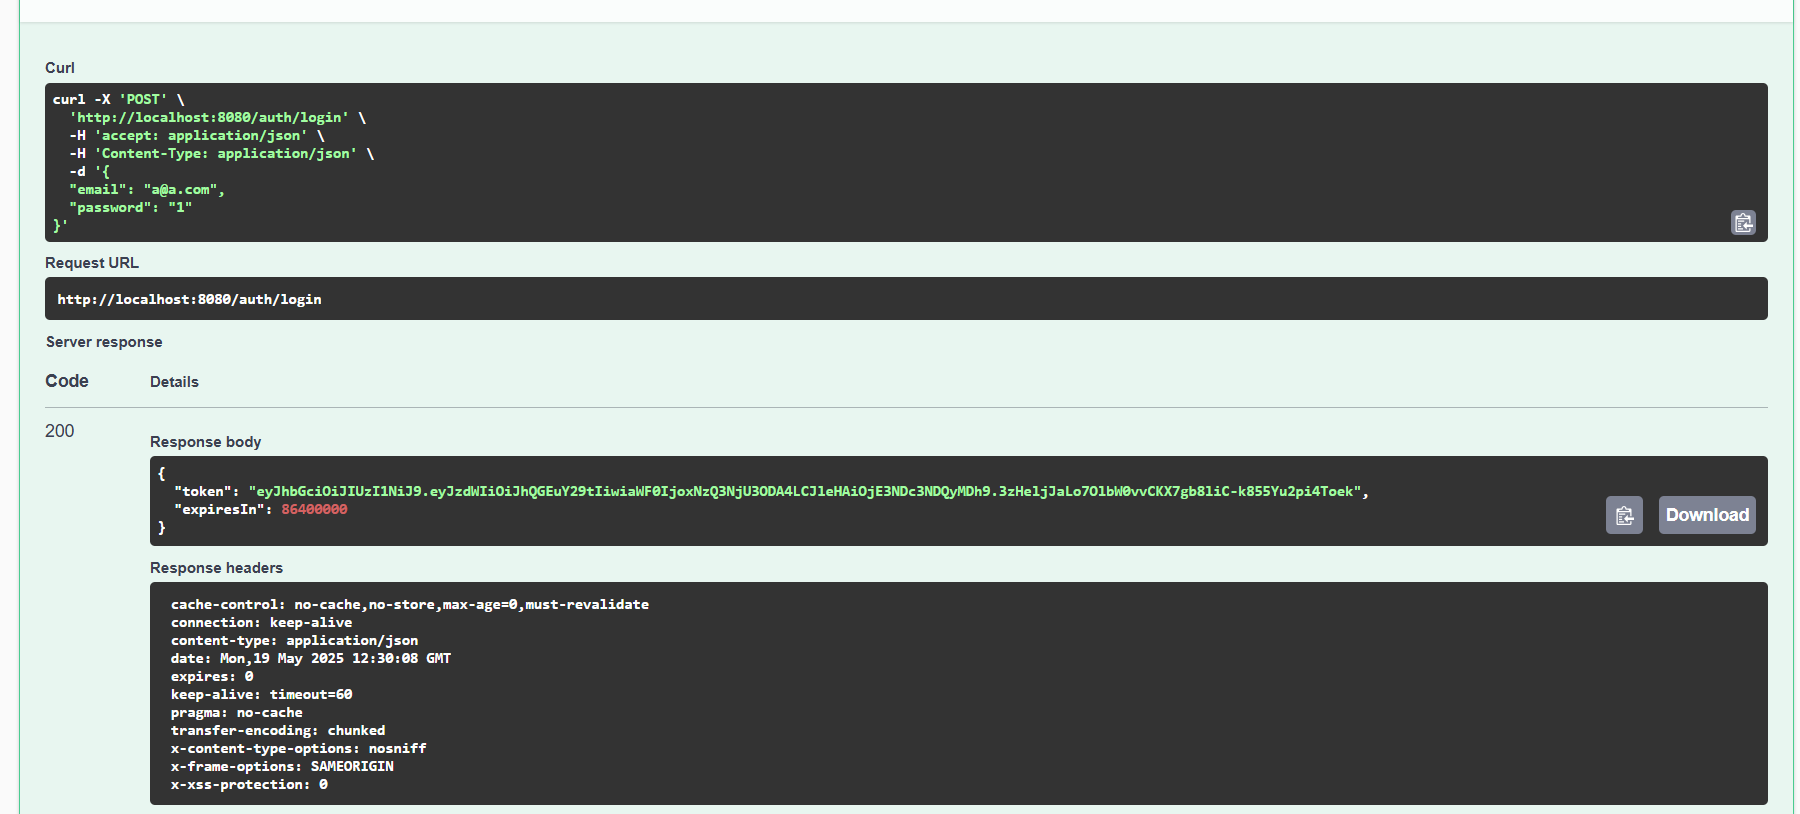 Curl
curl -X 'POST' \
  'http://localhost:8080/auth/login' \
  -H 'accept: application/json' \
  -H 'Content-Type: application/json' \
  -d '{
  "email": "a@a.com",
  "password": "1"
}'
Request URL
http://localhost:8080/auth/login
Server response
Code Details
200
Response body
{
  "token": "eyJhbGciOiJIUzI1NiJ9.eyJzdWIiOiJhQGEuY29tIiwiaWF0IjoxNzQ3NjU3ODA4LCJleHAiOjE3NDc3NDQyMDh9.3zHeljJaLo7OlbW0vvCKX7gb8liC-k855Yu2pi4Toek",
  "expiresIn": 86400000
}
Download
Response headers
cache-control: no-cache,no-store,max-age=0,must-revalidate
connection: keep-alive
content-type: application/json
date: Mon,19 May 2025 12:30:08 GMT
expires: 0
keep-alive: timeout=60
pragma: no-cache
transfer-encoding: chunked
x-content-type-options: nosniff
x-frame-options: SAMEORIGIN
x-xss-protection: 0